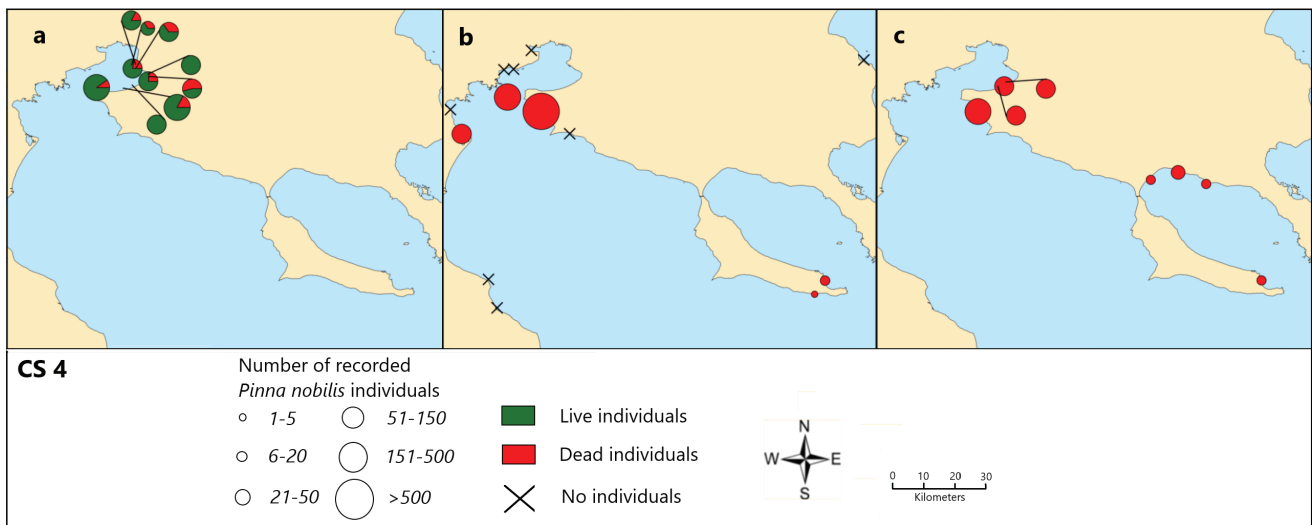 a
b
c
CS 4
Number of recorded
Pinna nobilis individuals
1-5
6-20
21-50
51-150
151-500
>500
Live individuals
Dead individuals
No individuals
N
W E
S
0 10 20 30
Kilometers